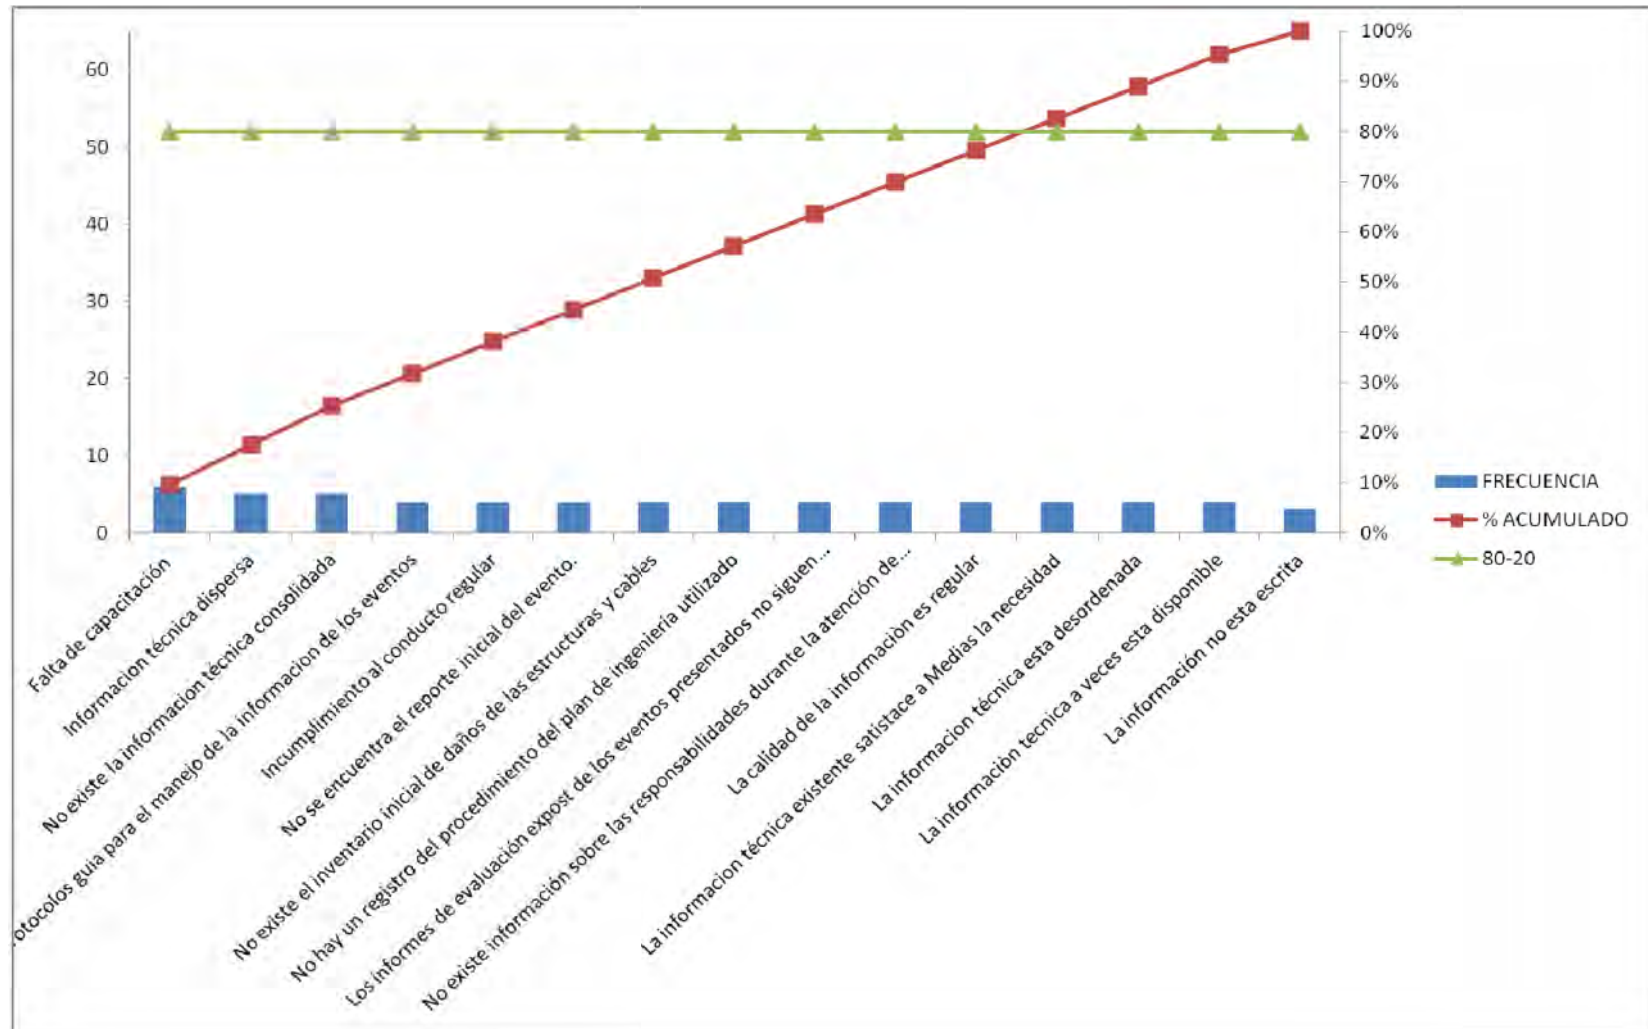 60
50
40
30
20
10
0
100%
90%
80%
70%
60%
50%
40%
30%
20%
10%
0%
Falta de capacitación
Informacion técnica dispersa
No existe la informacion técnica consolidada
otocolos guia para el manejo de la informacion de los eventos
Incumplimiento al conducto regular
No se encuentra el reporte inicial del evento.
No existe el inventario inicial de daños de las estructuras y cables
No hay un registro del procedimiento del plan de ingeniería utilizado
Los informes de evaluación expost de los eventos presentados no siguen...
No existe información sobre las responsabilidades durante la atención de...
La calidad de la informaciòn es regular
La informacion técnica existente satistace a Medias la necesidad
La informacion técnica esta desordenada
La informaciòn tecnica a veces esta disponible
La información no esta escrita
FRECUENCIA
% ACUMULADO
80-20